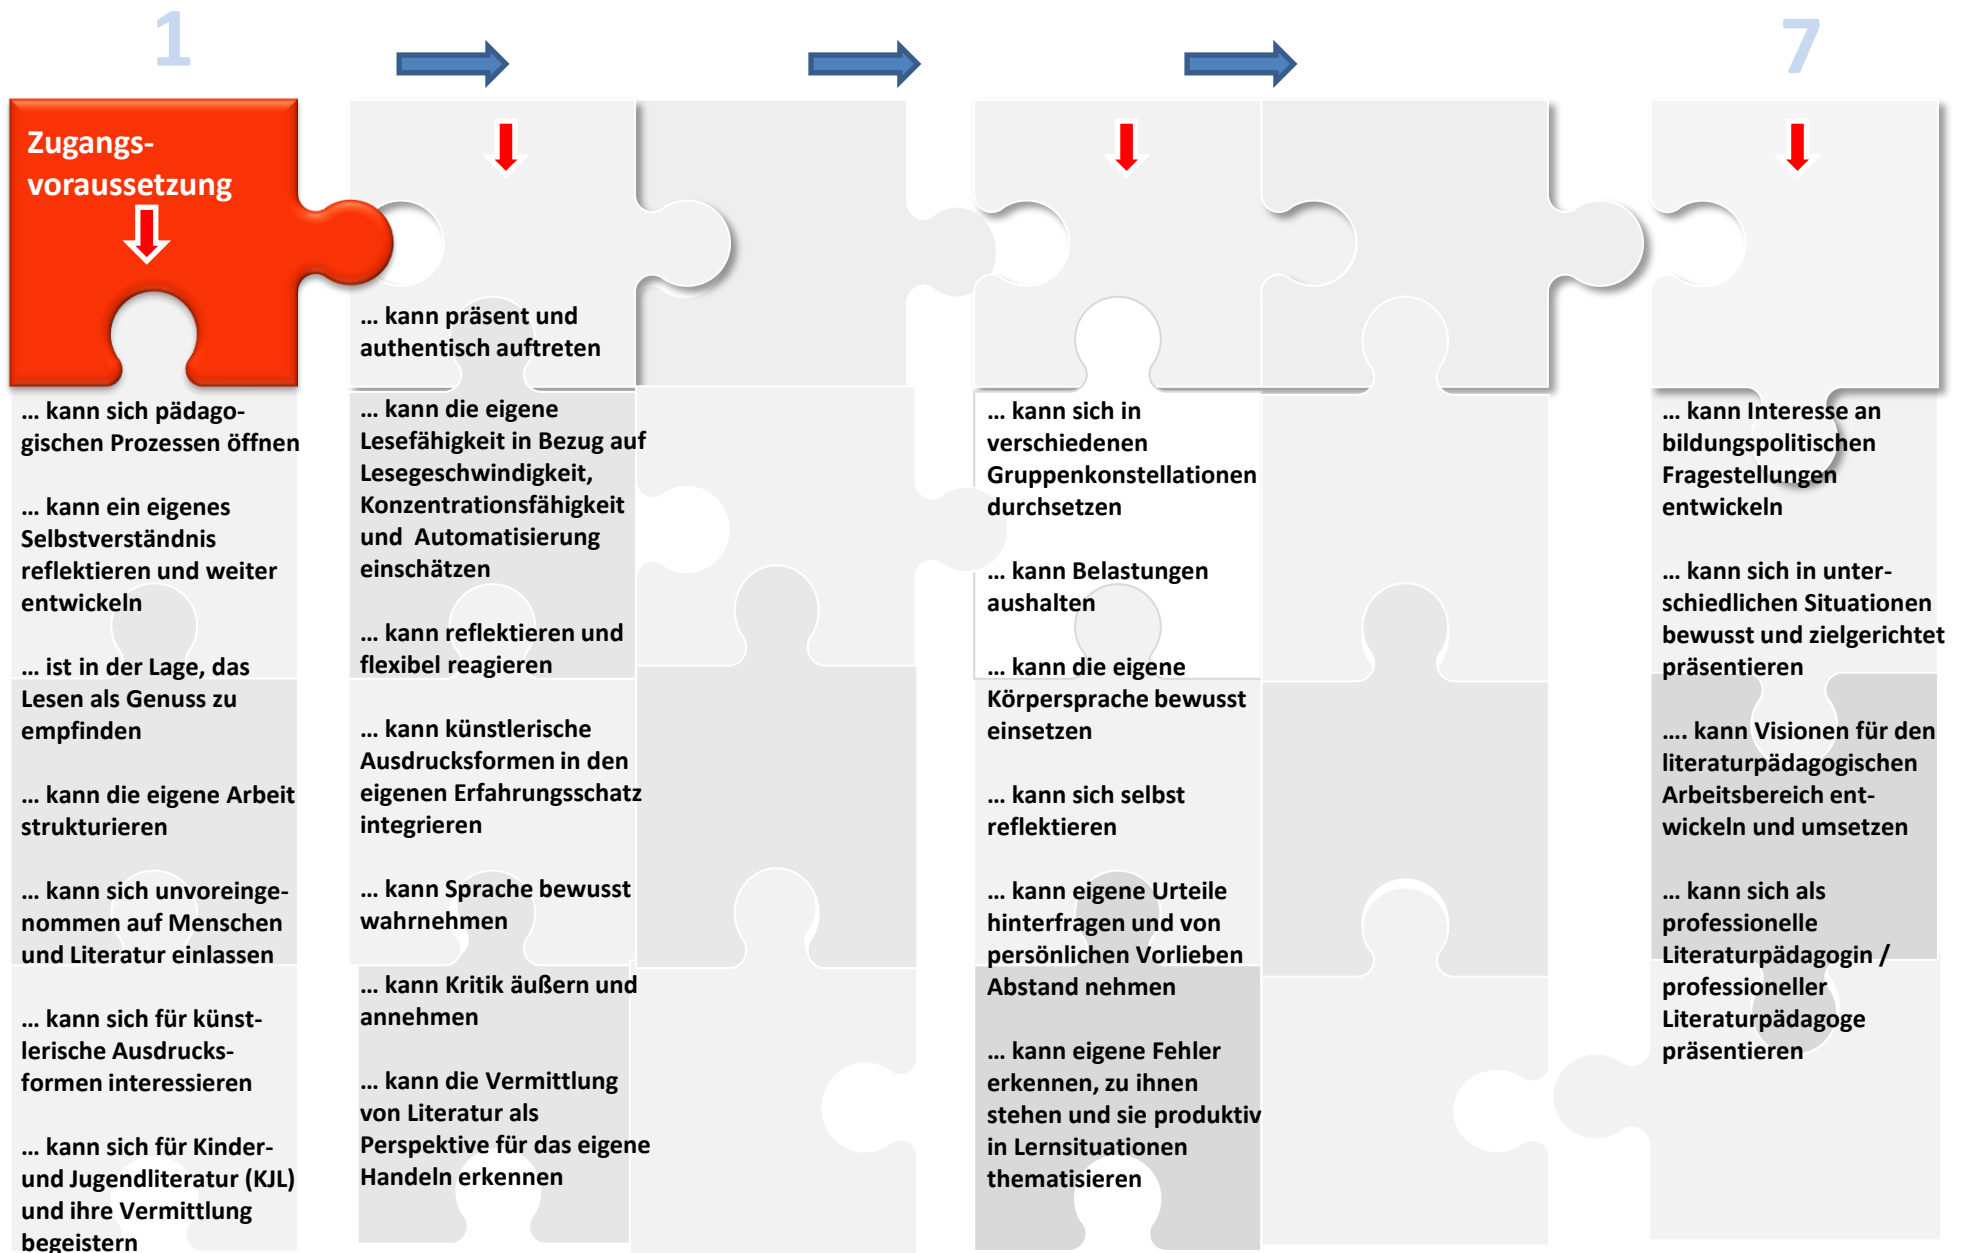 1
7
Zugangs-
voraussetzung
… kann sich pädago-
gischen Prozessen öffnen
… kann ein eigenes
Selbstverständnis
reflektieren und weiter
entwickeln
… ist in der Lage, das
Lesen als Genuss zu
empfinden
… kann die eigene Arbeit
strukturieren
… kann sich unvoreinge-
nommen auf Menschen
und Literatur einlassen
… kann sich für künst-
lerische Ausdrucks-
formen interessieren
… kann sich für Kinder-
und Jugendliteratur (KJL)
und ihre Vermittlung
begeistern
… kann präsent und
authentisch auftreten
… kann die eigene
Lesefähigkeit in Bezug auf
Lesegeschwindigkeit,
Konzentrationsfähigkeit
und Automatisierung
einschätzen
… kann reflektieren und
flexibel reagieren
… kann künstlerische
Ausdrucksformen in den
eigenen Erfahrungsschatz
integrieren
… kann Sprache bewusst
wahrnehmen
… kann Kritik äußern und
annehmen
… kann die Vermittlung
von Literatur als
Perspektive für das eigene
Handeln erkennen
… kann sich in
verschiedenen
Gruppenkonstellationen
durchsetzen
… kann Belastungen
aushalten
… kann die eigene
Körpersprache bewusst
einsetzen
… kann sich selbst
reflektieren
… kann eigene Urteile
hinterfragen und von
persönlichen Vorlieben
Abstand nehmen
… kann eigene Fehler
erkennen, zu ihnen
stehen und sie produktiv
in Lernsituationen
thematisieren
… kann Interesse an
bildungspolitischen
Fragestellungen
entwickeln
… kann sich in unter-
schiedlichen Situationen
bewusst und zielgerichtet
präsentieren
…. kann Visionen für den
literaturpädagogischen
Arbeitsbereich ent-
wickeln und umsetzen
… kann sich als
professionelle
Literaturpädagogin /
professioneller
Literaturpädagoge
präsentieren